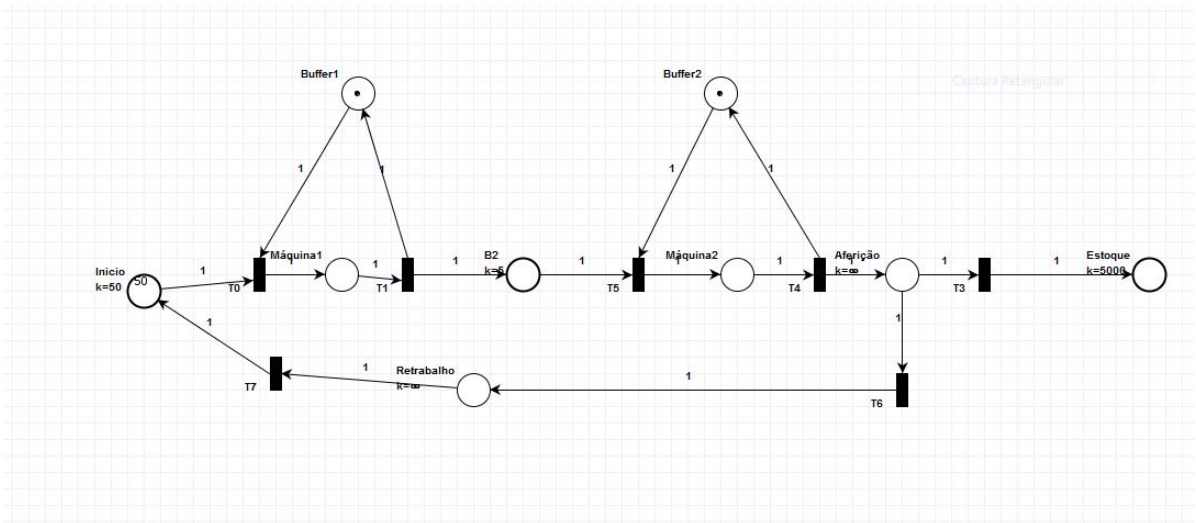 Buffer1
Buffer2
Captura Retangular
1
1
1
1
Máquina1
1
1
B2
k=5
1
1
Máquina2
1
1
Aferição
k=∞
1
1
1
Estoque
k=5000
Inicio
k=50
50
1
T0
T1
T5
T4
T3
1
1
Retrabalho
k=∞
1
1
T7
T6